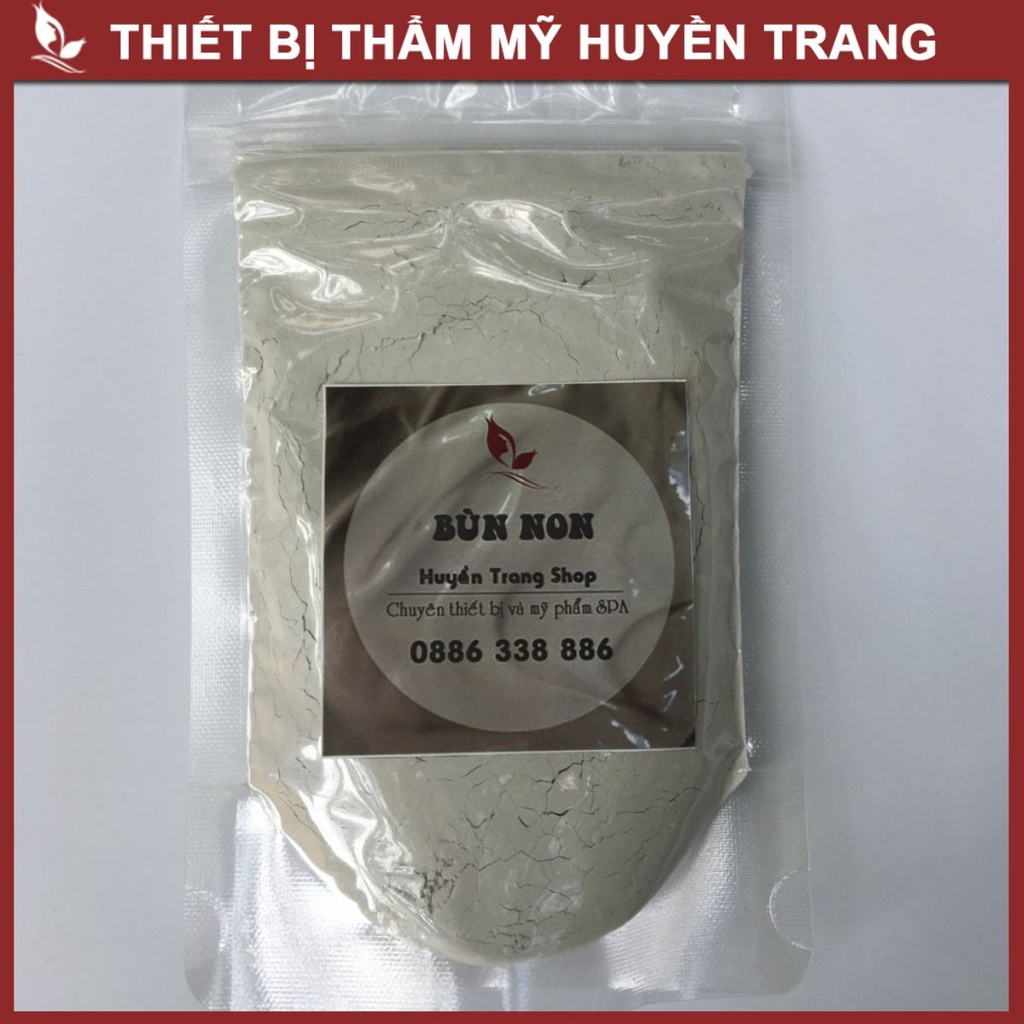 THIẾT BỊ THẨM MỸ HUYỀN TRANG
BÙN NON
Huyền Trang Shop
Chuyên thiết bị và mỹ phẩm SPA
0886 338 886